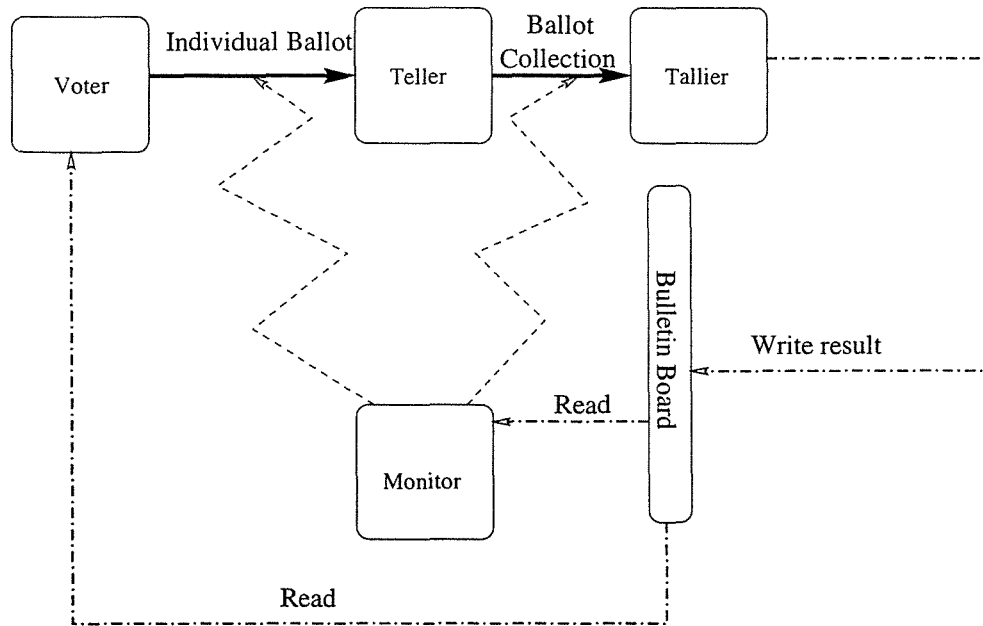 Voter
Individual Ballot
Teller
Ballot
Collection
Tallier
Bulletin Board
Write result
Read
Monitor
Read